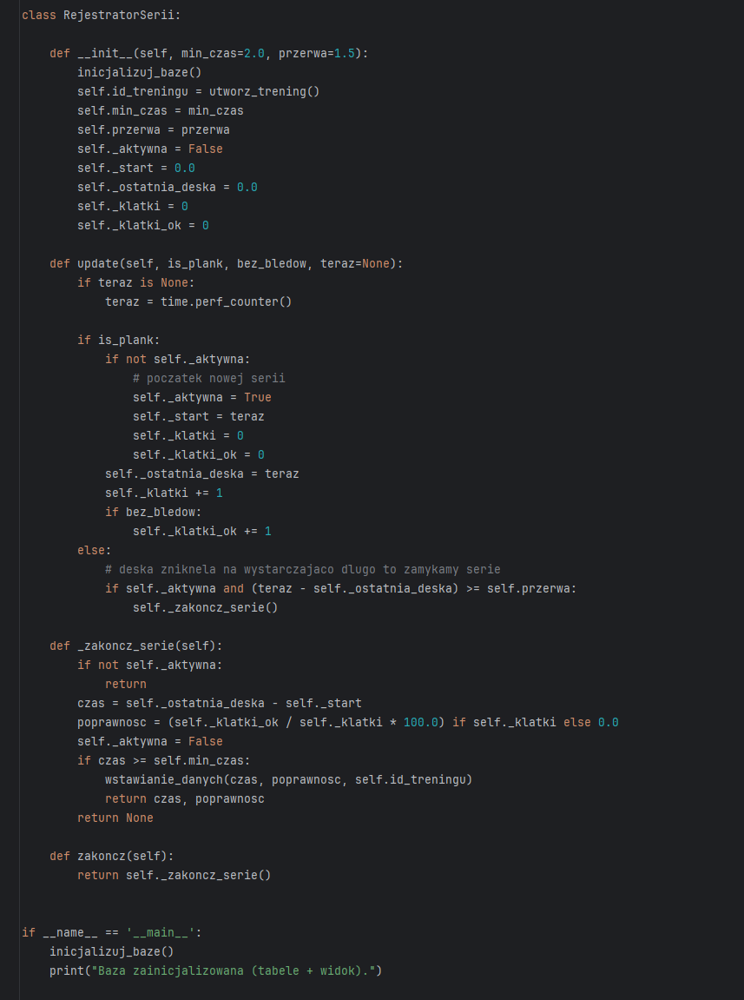 class RejestratorSerii:

    def __init__(self, min_czas=2.0, przerwa=1.5):
        inicjalizuj_baze()
        self.id_treningu = utworz_trening()
        self.min_czas = min_czas
        self.przerwa = przerwa
        self._aktywna = False
        self._start = 0.0
        self._ostatnia_deska = 0.0
        self._klatki = 0
        self._klatki_ok = 0

    def update(self, is_plank, bez_bledow, teraz=None):
        if teraz is None:
            teraz = time.perf_counter()

        if is_plank:
            if not self._aktywna:
                # poczatek nowej serii
                self._aktywna = True
                self._start = teraz
                self._klatki = 0
                self._klatki_ok = 0
            self._ostatnia_deska = teraz
            self._klatki += 1
            if bez_bledow:
                self._klatki_ok += 1
        else:
            # deska zniknela na wystarczajaco dlugo to zamykamy serie
            if self._aktywna and (teraz - self._ostatnia_deska) >= self.przerwa:
                self._zakoncz_serie()

    def _zakoncz_serie(self):
        if not self._aktywna:
            return
        czas = self._ostatnia_deska - self._start
        poprawnosc = (self._klatki_ok / self._klatki * 100.0) if self._klatki else 0.0
        self._aktywna = False
        if czas >= self.min_czas:
            wstawianie_danych(czas, poprawnosc, self.id_treningu)
            return czas, poprawnosc
        return None

    def zakoncz(self):
        return self._zakoncz_serie()


if __name__ == '__main__':
    inicjalizuj_baze()
    print("Baza zainicjalizowana (tabele + widok).")